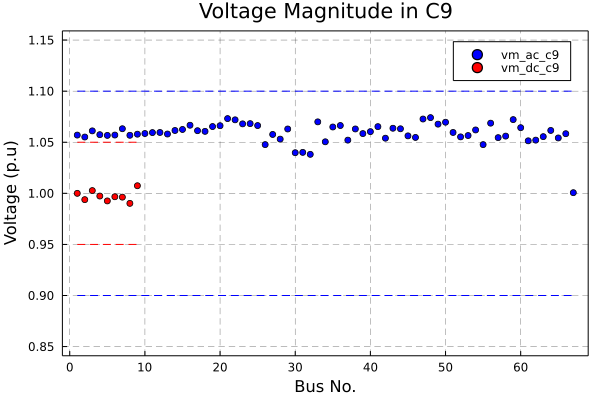 Voltage Magnitude in C9
vm_ac_c9
vm_dc_c9
Voltage (p.u)
1.15
1.10
1.05
1.00
0.95
0.90
0.85
0 10 20 30 40 50 60
Bus No.